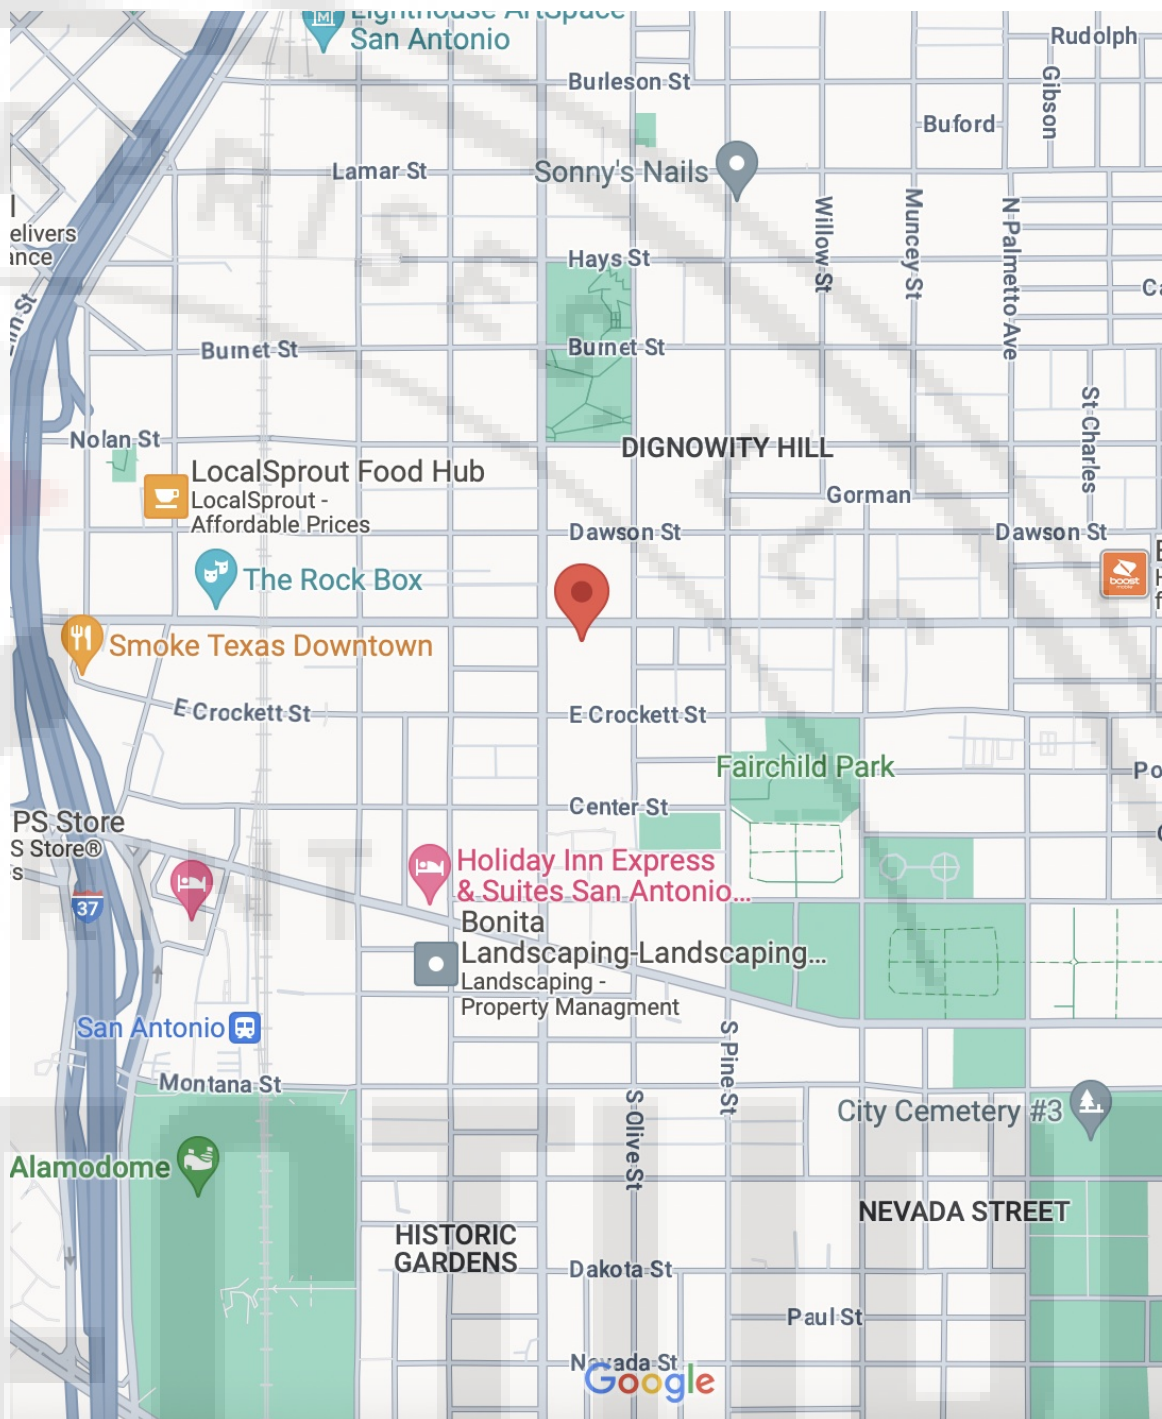 Lighthouse ArtSpace
San Antonio
Rudolph
Burleson St
Gibson
Buford
Lamar St
Sonny's Nails
elivers
ance
Willow St
Muncey St
N Palmetto Ave
Hays St
Burnet St
Burnet St
St Charles
Nolan St
DIGNOWITY HILL
LocalSprout Food Hub
LocalSprout -
Affordable Prices
Gorman
Dawson St
Dawson St
boost
The Rock Box
Smoke Texas Downtown
E Crockett St
E Crockett St
Fairchild Park
Po
Center St
PS Store
S Store®
's
Holiday Inn Express
& Suites San Antonio...
37
Bonita
Landscaping-Landscaping...
Landscaping -
Property Managment
San Antonio
S Pine St
Montana St
S Olive St
City Cemetery #3
Alamodome
NEVADA STREET
HISTORIC
GARDENS
Dakota St
Paul St
Nevada St
Google